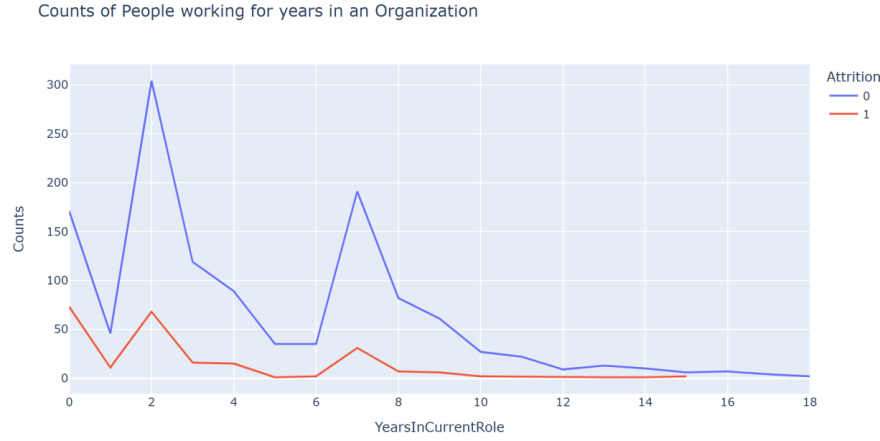 Counts of People working for years in an Organization
Attrition
0
1
300
250
200
150
100
50
0
Counts
0 2 4 6 8 10 12 14 16 18
YearsInCurrentRole